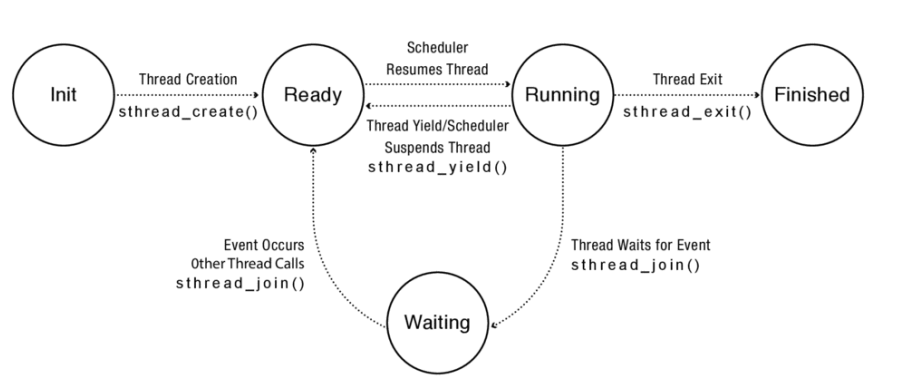 Init
Thread Creation
sthread_create()
Ready
Scheduler
Resumes Thread
Thread Yield/Scheduler
Suspends Thread
sthread_yield()
Running
Thread Exit
sthread_exit()
Finished
Event Occurs
Other Thread Calls
sthread_join()
Thread Waits for Event
sthread_join()
Waiting